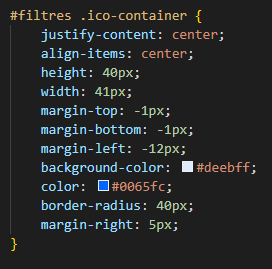 #filtres .ico-container {
justify-content: center;
align-items: center;
height: 40px;
width: 41px;
margin-top: -1px;
margin-bottom: -1px;
margin-left: -12px;
background-color: #deebff;
color: #0065fc;
border-radius: 40px;
margin-right: 5px;
}